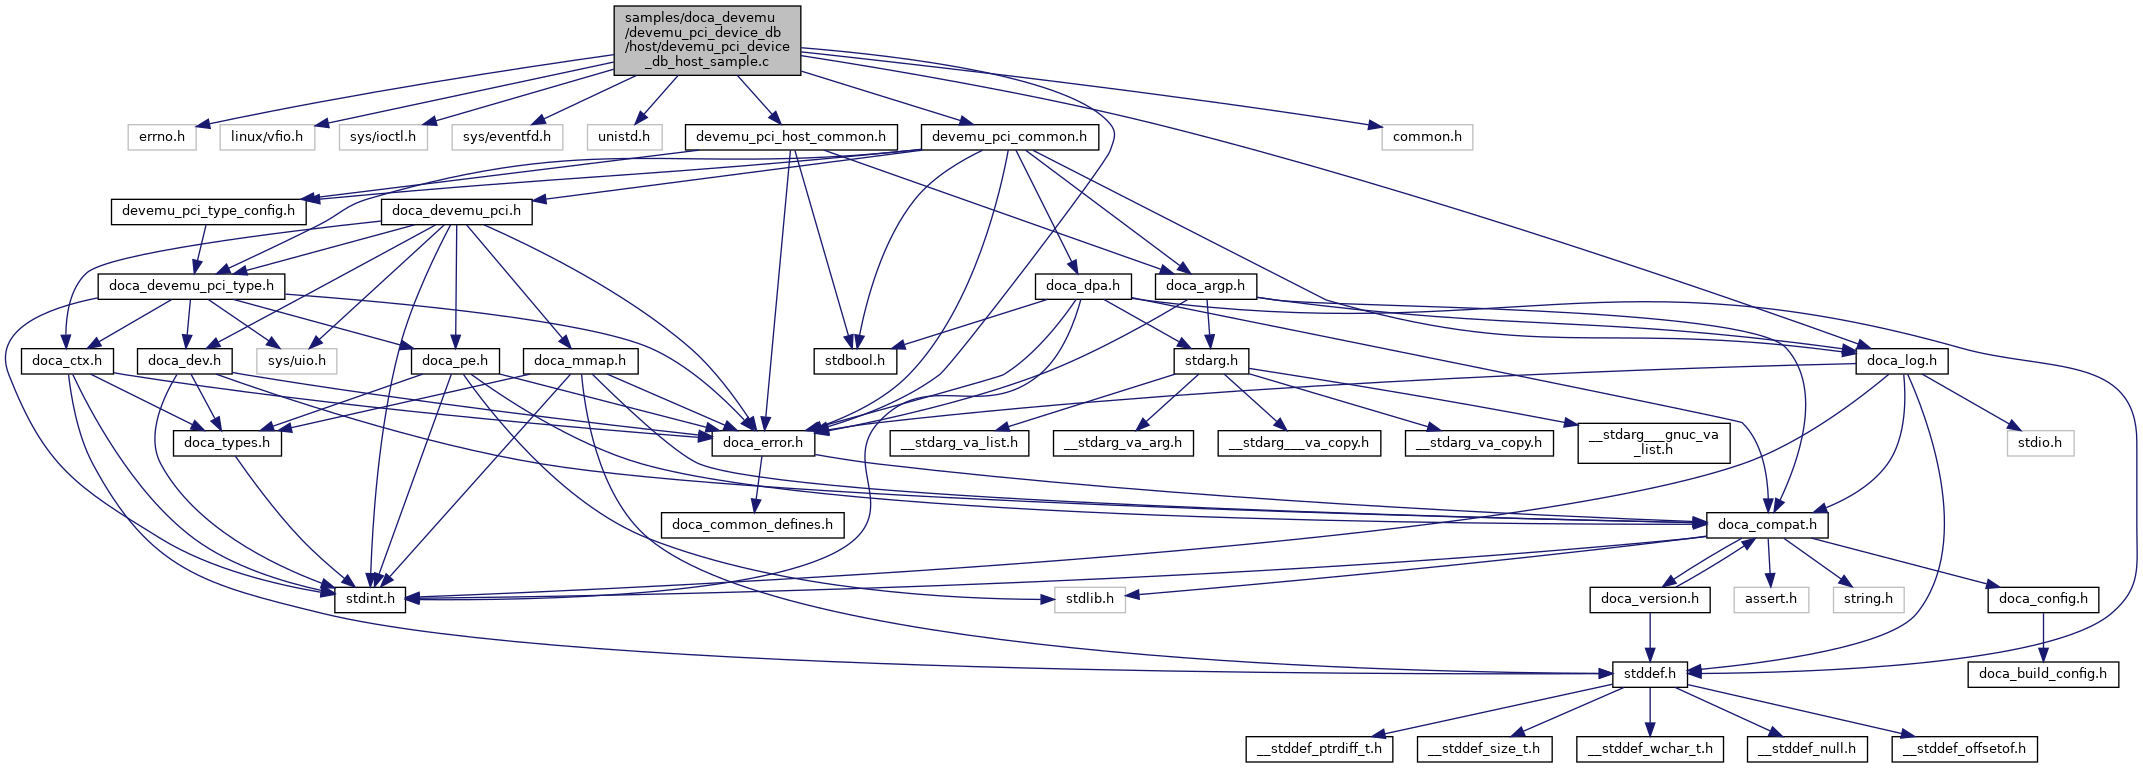 samples/doca_devemu
/devemu_pci_device_db
/host/devemu_pci_device
_db_host_sample.c
errno.h
linux/vfio.h
sys/ioctl.h
sys/eventfd.h
unistd.h
devemu_pci_host_common.h
devemu_pci_common.h
common.h
devemu_pci_type_config.h
doca_devemu_pci.h
doca_devemu_pci_type.h
doca_dpa.h
doca_argp.h
doca_ctx.h
doca_dev.h
sys/uio.h
doca_pe.h
doca_mmap.h
stdbool.h
stdarg.h
doca_log.h
doca_types.h
doca_error.h
__stdarg_va_list.h
__stdarg_va_arg.h
__stdarg___va_copy.h
__stdarg_va_copy.h
__stdarg___gnuc_va
_list.h
stdio.h
doca_common_defines.h
doca_compat.h
stdint.h
stdlib.h
doca_version.h
assert.h
string.h
doca_config.h
stddef.h
doca_build_config.h
__stddef_ptrdiff_t.h
__stddef_size_t.h
__stddef_wchar_t.h
__stddef_null.h
__stddef_offsetof.h